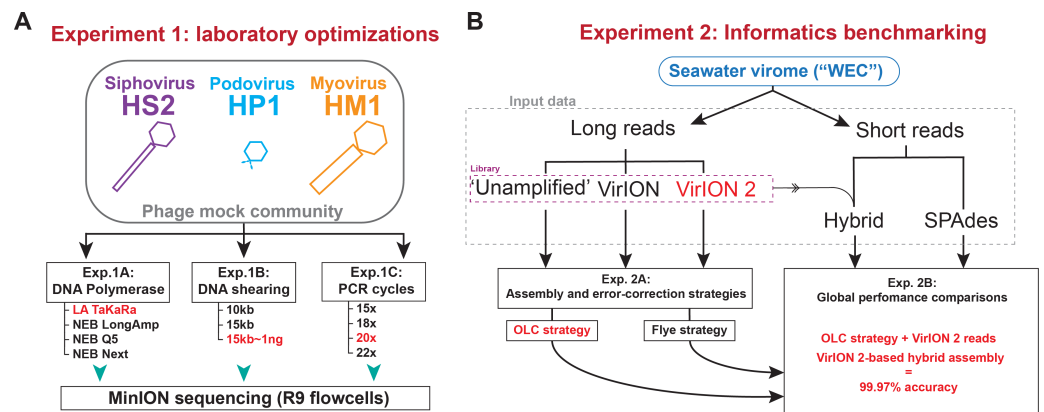 A
Experiment 1: laboratory optimizations
Siphovirus
HS2
Podovirus
HP1
Myovirus
HM1
Phage mock community
Exp.1A:
DNA Polymerase
LA TaKaRa
NEB LongAmp
NEB Q5
NEB Next
Exp.1B:
DNA shearing
10kb
15kb
15kb~1ng
Exp.1C:
PCR cycles
15x
18x
20x
22x
MinION sequencing (R9 flowcells)
B
Experiment 2: Informatics benchmarking
Seawater virome (“WEC”)
Input data
Long reads
Short reads
Library
‘Unamplified’ VirION VirION 2
Hybrid
SPAdes
Exp. 2A:
Assembly and error-correction strategies
OLC strategy
Flye strategy
Exp. 2B:
Global perfomance comparisons
OLC strategy + VirION 2 reads
VirION 2-based hybrid assembly
=
99.97% accuracy